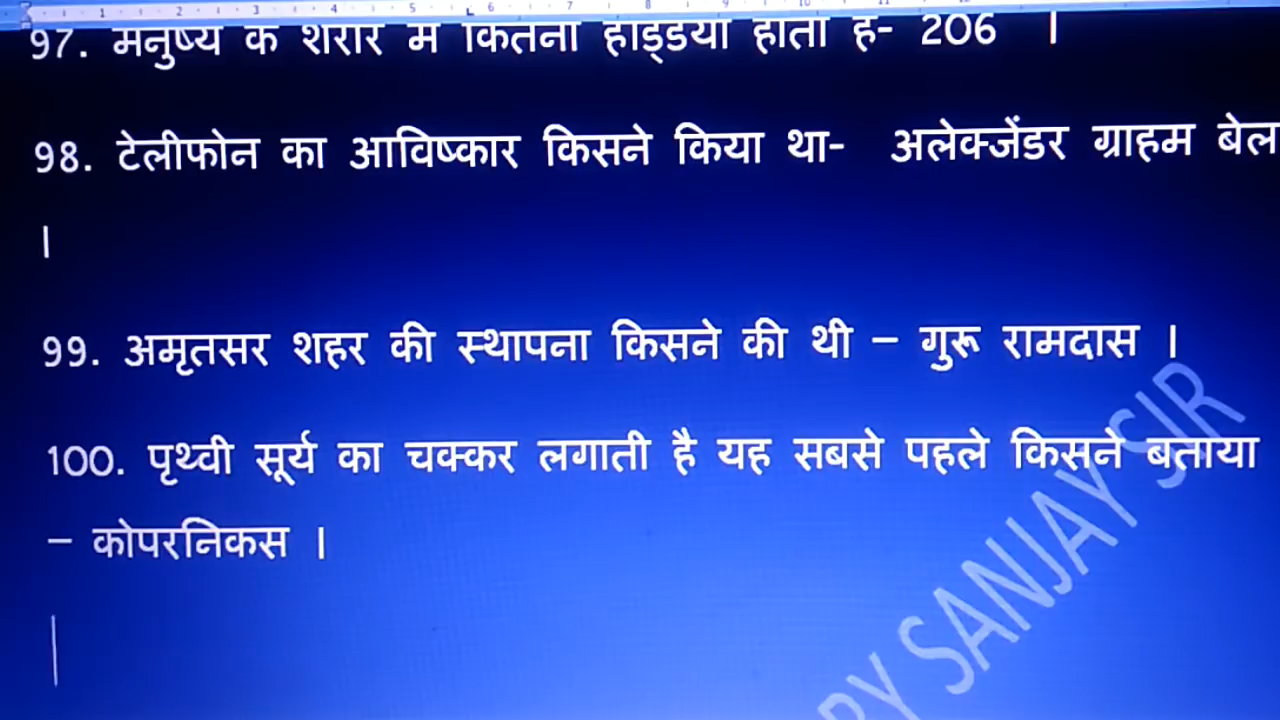 97. मनुष्य के शरीर में कितनी हड्डियां होती है- 206 ।
98. टेलीफोन का आविष्कार किसने किया था- अलेक्जेंडर ग्राहम बेल
।
99. अमृतसर शहर की स्थापना किसने की थी – गुरू रामदास ।
100. पृथ्वी सूर्य का चक्कर लगाती है यह सबसे पहले किसने बताया
– कोपरनिकस ।
BY SANJAY SIR